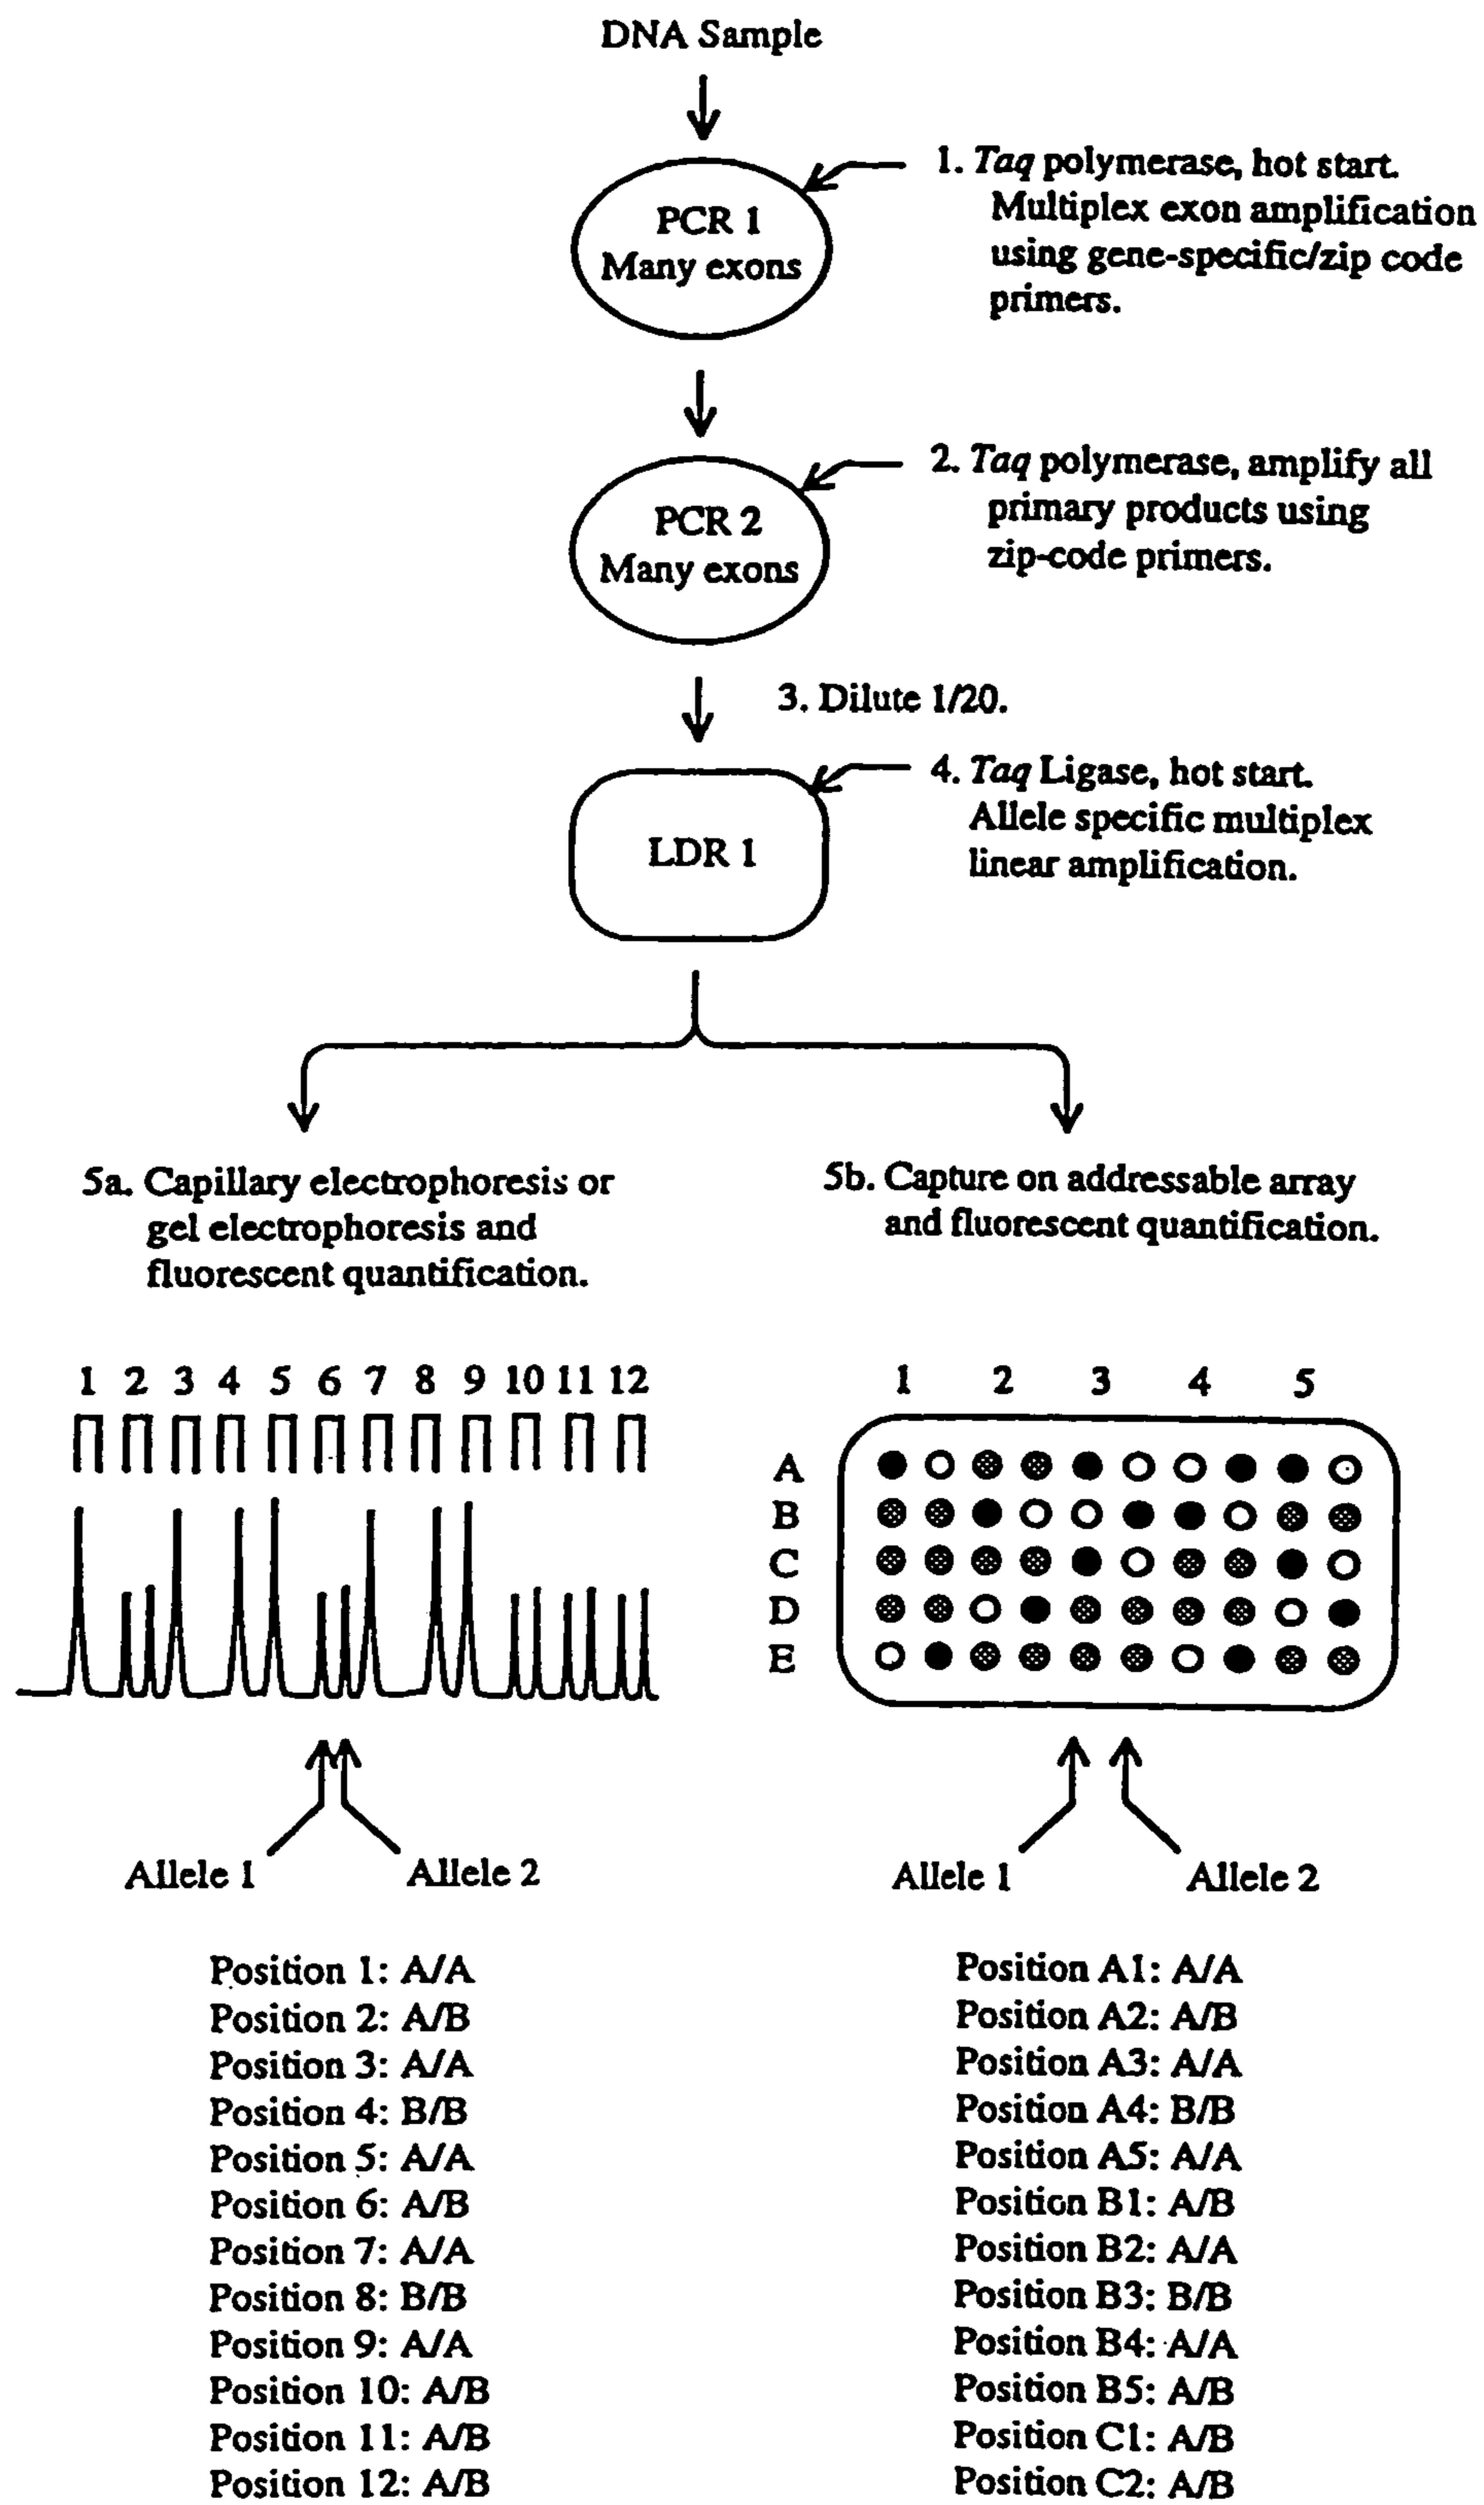 DNA Sample
PCR 1
Many exons
1. Taq polymerase, hot start.
Multiplex exon amplification
using gene-specific/zip code
primers.
PCR 2
Many exons
2. Taq polymerase, amplify all
primary products using
zip-code primers.
3. Dilute 1/20.
LDR 1
4. Taq Ligase, hot start.
Allele specific multiplex
linear amplification.
5a. Capillary electrophoresis or
gel electrophoresis and
fluorescent quantification.
5b. Capture on addressable array
and fluorescent quantification.
1 2 3 4 5 6 7 8 9 10 11 12
1 2 3 4 5
A
B
C
D
E
Allele 1 Allele 2
Allele 1 Allele 2
Position 1: A/A
Position 2: A/B
Position 3: A/A
Position 4: B/B
Position 5: A/A
Position 6: A/B
Position 7: A/A
Position 8: B/B
Position 9: A/A
Position 10: A/B
Position 11: A/B
Position 12: A/B
Position A1: A/A
Position A2: A/B
Position A3: A/A
Position A4: B/B
Position A5: A/A
Position B1: A/B
Position B2: A/A
Position B3: B/B
Position B4: A/A
Position B5: A/B
Position C1: A/B
Position C2: A/B